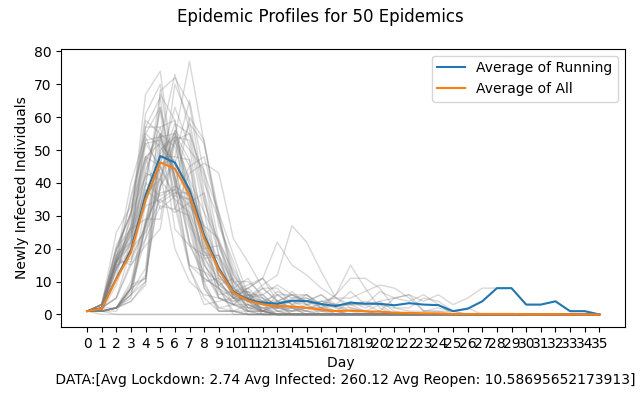 Epidemic Profiles for 50 Epidemics
80
70
60
50
40
30
20
10
0
Newly Infected Individuals
Average of Running
Average of All
0 1 2 3 4 5 6 7 8 9 10 11 12 13 14 15 16 17 18 19 20 21 22 23 24 25 26 27 28 29 30 31 32 33 34 35
Day
DATA:[Avg Lockdown: 2.74 Avg Infected: 260.12 Avg Reopen: 10.58695652173913]